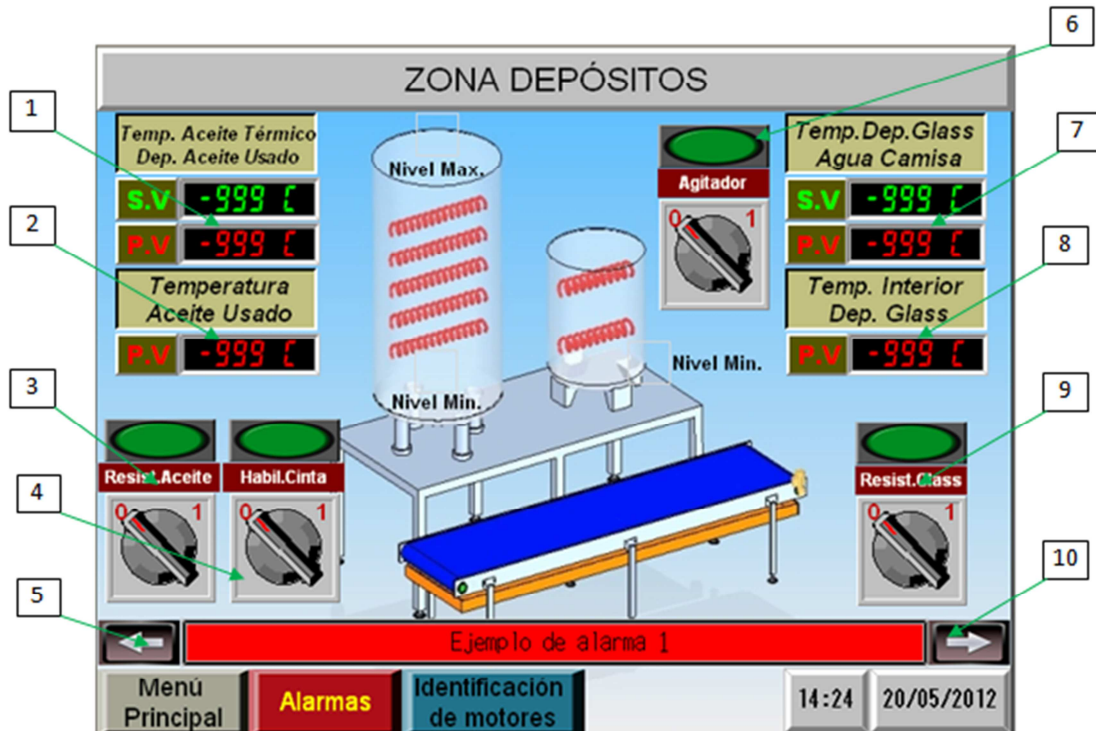 6
ZONA DEPÓSITOS
1
Temp. Aceite Térmico
Dep. Aceite Usado
S.V -999 C
P.V -999 C
2
Temperatura
Aceite Usado
P.V -999 C
Nivel Max.
Nivel Min.
Agitador
0 1
Temp.Dep.Glass
Agua Camisa
7
S.V -999 C
P.V -999 C
8
Temp. Interior
Dep. Glass
P.V -999 C
Nivel Min.
3
Resist.Aceite
0 1
Habil.Cinta
0 1
4
9
Resist.Glass
0 1
5
10
Ejemplo de alarma 1
Menú
Principal
Alarmas
Identificación
de motores
14:24
20/05/2012